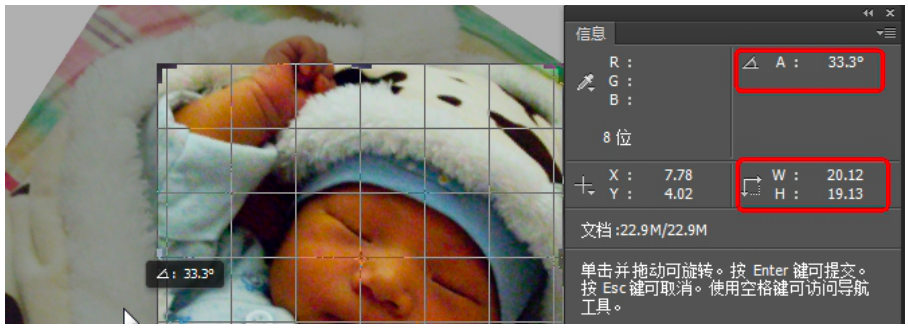 信息
R :
G :
B :
A : 33.3°
8 位
X : 7.78
Y : 4.02
W : 20.12
H : 19.13
文档:22.9M/22.9M
单击并拖动可旋转。按 Enter 键可提交。
按 Esc 键可取消。使用空格键可访问导航
工具。
: 33.3°